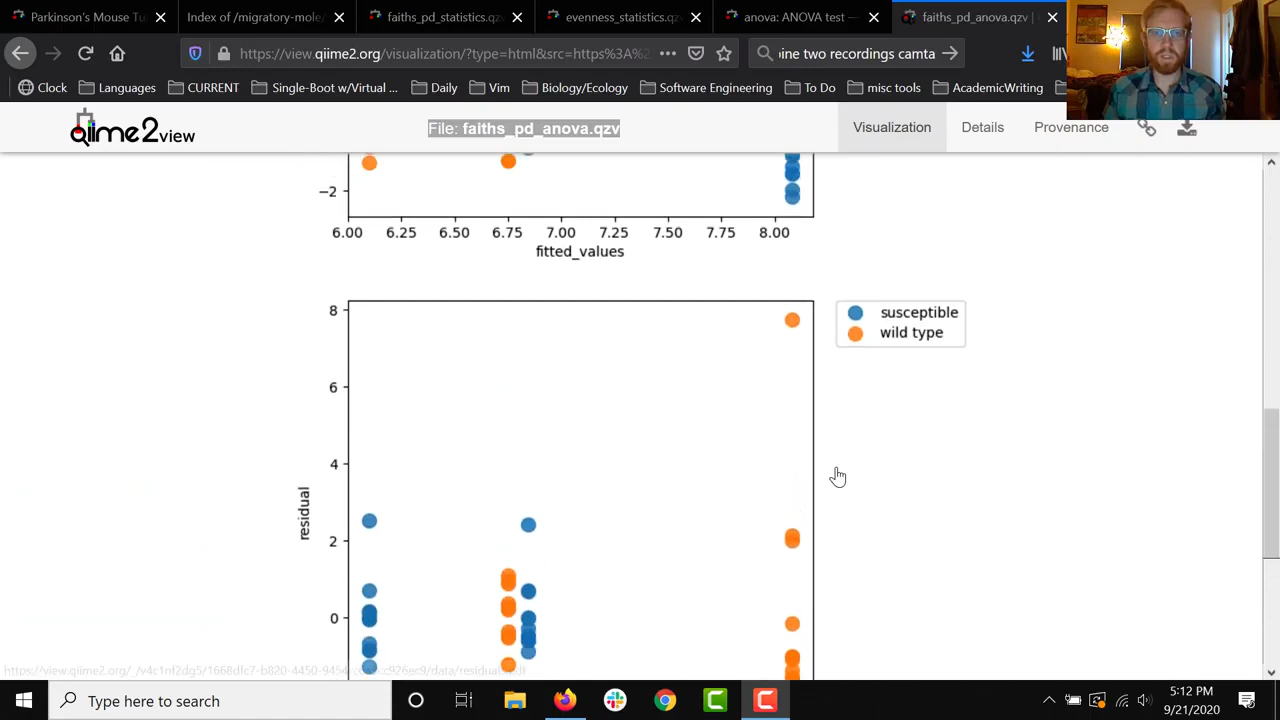 Parkinson's Mouse Tu
Index of /migratory-mole/
faiths_pd_statistics.qzv
evenness_statistics.qzv
anova: ANOVA test —
faiths_pd_anova.qzv |
https://view.qiime2.org/visualization/?type=html&src=https%3A%
ine two recordings camta
Clock
Languages
CURRENT
Single-Boot w/Virtu...
Daily
Vim
Biology/Ecology
Software Engineering
To Do
misc tools
AcademicWriting
qiime2view
File: faiths_pd_anova.qzv
Visualization
Details
Provenance
−2
6.00 6.25 6.50 6.75 7.00 7.25 7.50 7.75 8.00
fitted_values
8
susceptible
wild type
6
4
residual
2
0
Type here to search
5:12 PM
9/21/2020